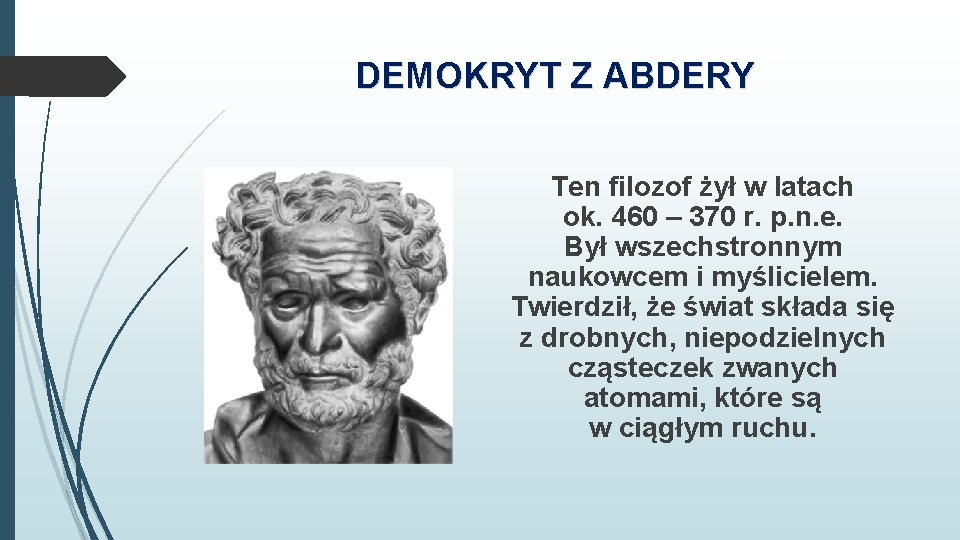 DEMOKRYT Z ABDERY
Ten filozof żył w latach
ok. 460 – 370 r. p.n.e.
Był wszechstronnym
naukowcem i myślicielem.
Twierdził, że świat składa się
z drobnych, niepodzielnych
cząsteczek zwanych
atomami, które są
w ciągłym ruchu.